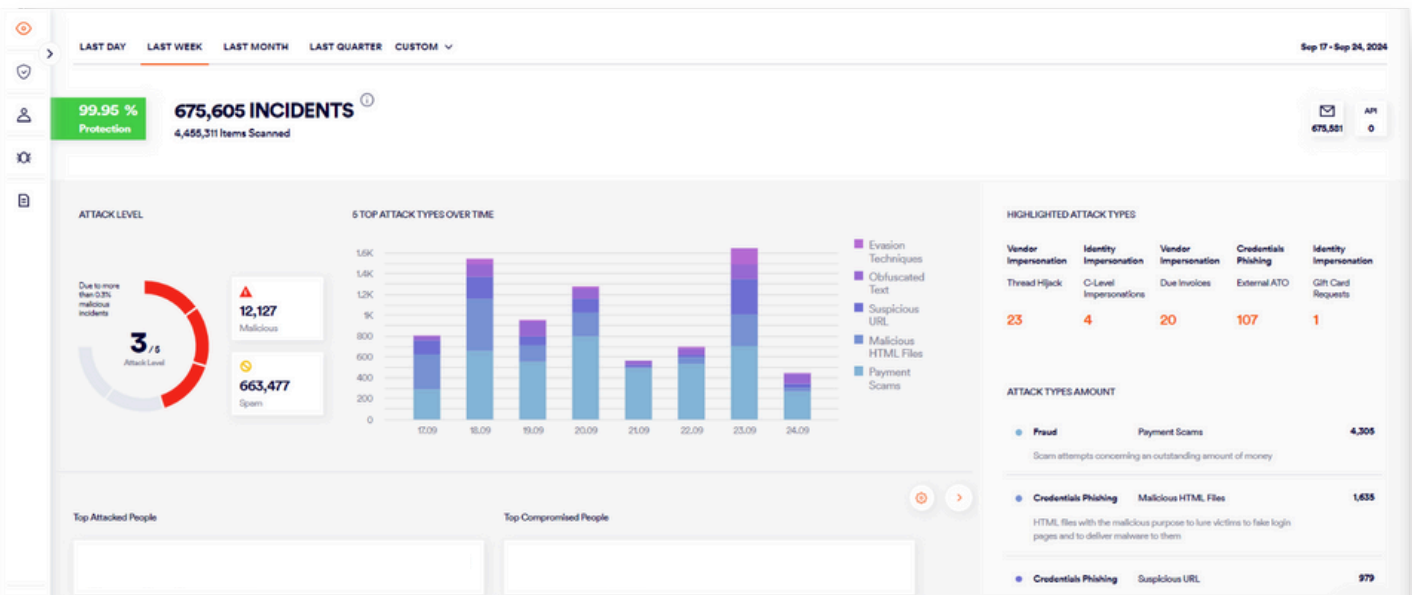 LAST DAY LAST WEEK LAST MONTH LAST QUARTER CUSTOM
Sep 17 - Sep 24, 2024
99.95 %
Protection
675,605 INCIDENTS
4,455,311 Items Scanned
675,581
API
0
ATTACK LEVEL
Due to more
than 0.3%
malicious
incidents
3 /5
Attack Level
12,127
Malicious
663,477
Spam
5 TOP ATTACK TYPES OVER TIME
1.6K
1.4K
1.2K
1K
800
600
400
200
0
17.09 18.09 19.09 20.09 21.09 22.09 23.09 24.09
Evasion
Techniques
Obfuscated
Text
Suspicious
URL
Malicious
HTML Files
Payment
Scams
HIGHLIGHTED ATTACK TYPES
Vendor
Impersonation
Thread Hijack
23
Identity
Impersonation
C-Level
Impersonations
4
Vendor
Impersonation
Due Invoices
20
Credentials
Phishing
External ATO
107
Identity
Impersonation
Gift Card
Requests
1
ATTACK TYPES AMOUNT
Fraud Payment Scams 4,305
Scam attempts concerning an outstanding amount of money
Credentials Phishing Malicious HTML Files 1,635
HTML files with the malicious purpose to lure victims to fake login
pages and to deliver malware to them
Credentials Phishing Suspicious URL 979
Top Attacked People
Top Compromised People